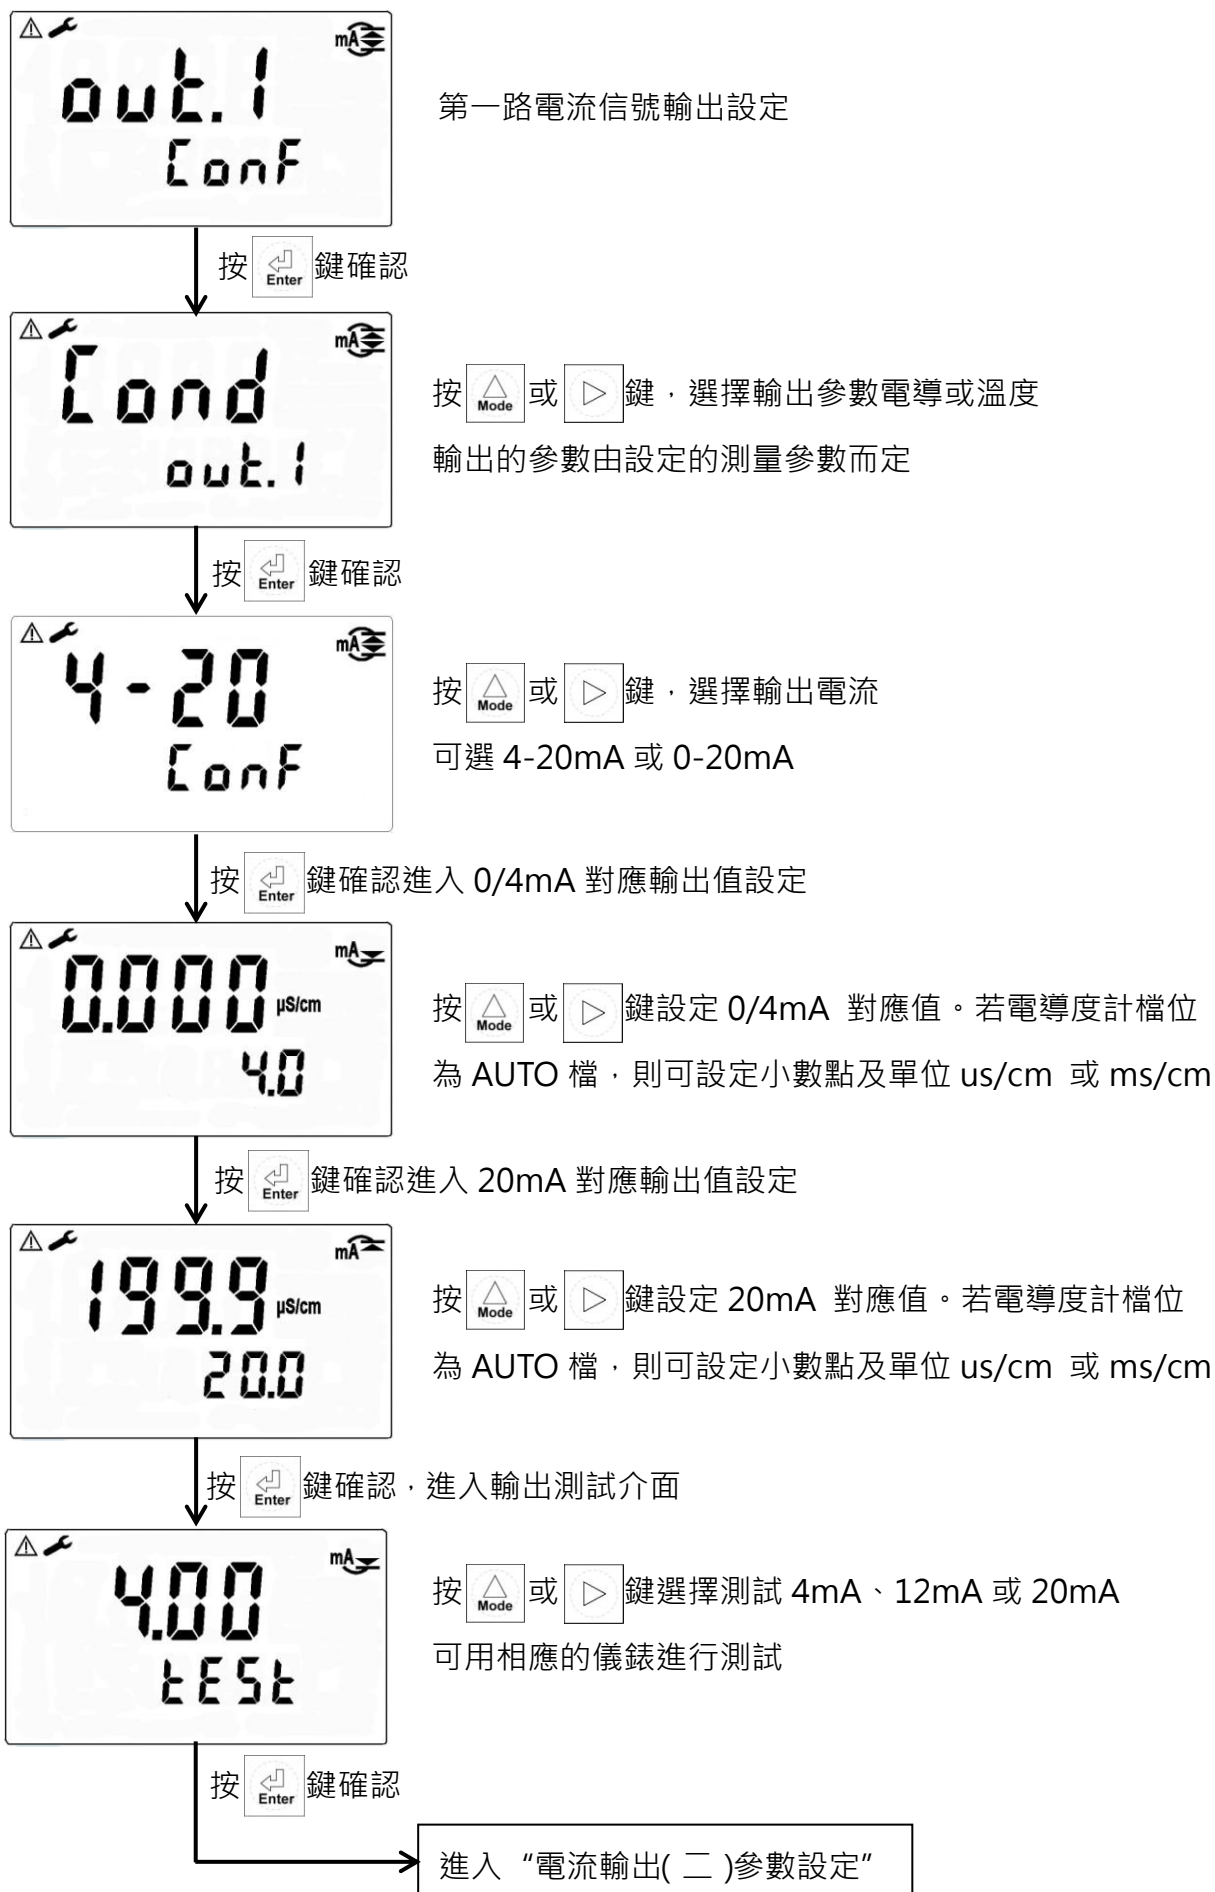 mA
out.1
ConF
第一路電流信號輸出設定
按 Enter 鍵確認
mA
Cond
out.1
按 Mode 或 鍵，選擇輸出參數電導或溫度
輸出的參數由設定的測量參數而定
按 Enter 鍵確認
mA
4-20
ConF
按 Mode 或 鍵，選擇輸出電流
可選 4-20mA 或 0-20mA
按 Enter 鍵確認進入 0/4mA 對應輸出值設定
mA
0.000 µS/cm
4.0
按 Mode 或 鍵設定 0/4mA 對應值。若電導度計檔位
為 AUTO 檔，則可設定小數點及單位 us/cm 或 ms/cm
按 Enter 鍵確認進入 20mA 對應輸出值設定
mA
199.9 µS/cm
20.0
按 Mode 或 鍵設定 20mA 對應值。若電導度計檔位
為 AUTO 檔，則可設定小數點及單位 us/cm 或 ms/cm
按 Enter 鍵確認，進入輸出測試介面
mA
4.00
tESt
按 Mode 或 鍵選擇測試 4mA、12mA 或 20mA
可用相應的儀錶進行測試
按 Enter 鍵確認
進入“電流輸出( 二 )參數設定”